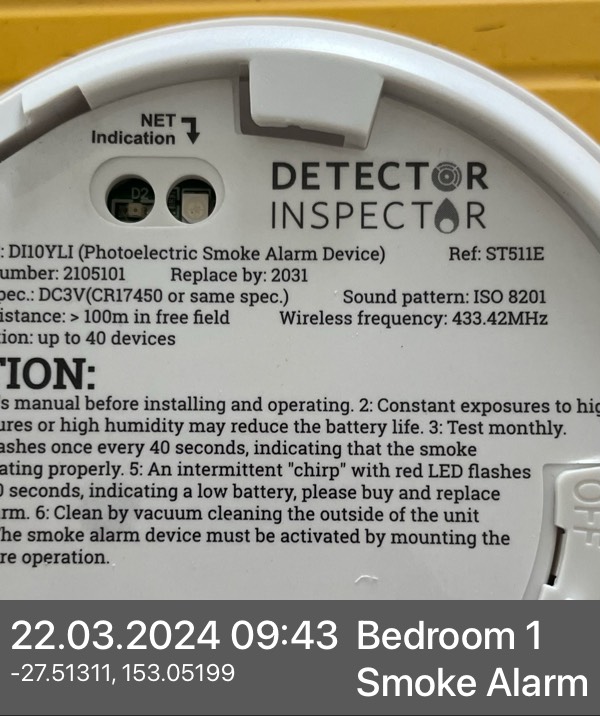 NET
Indication
D2
DETECTOR
INSPECTOR
: DI10YLI (Photoelectric Smoke Alarm Device) Ref: ST511E
umber: 2105101 Replace by: 2031
pec.: DC3V(CR17450 or same spec.) Sound pattern: ISO 8201
istance: > 100m in free field Wireless frequency: 433.42MHz
tion: up to 40 devices
TION:
's manual before installing and operating. 2: Constant exposures to hig
ures or high humidity may reduce the battery life. 3: Test monthly.
ashes once every 40 seconds, indicating that the smoke
ating properly. 5: An intermittent "chirp" with red LED flashes
0 seconds, indicating a low battery, please buy and replace
rm. 6: Clean by vacuum cleaning the outside of the unit
he smoke alarm device must be activated by mounting the
re operation.
OFF
22.03.2024 09:43 Bedroom 1
-27.51311, 153.05199
Smoke Alarm